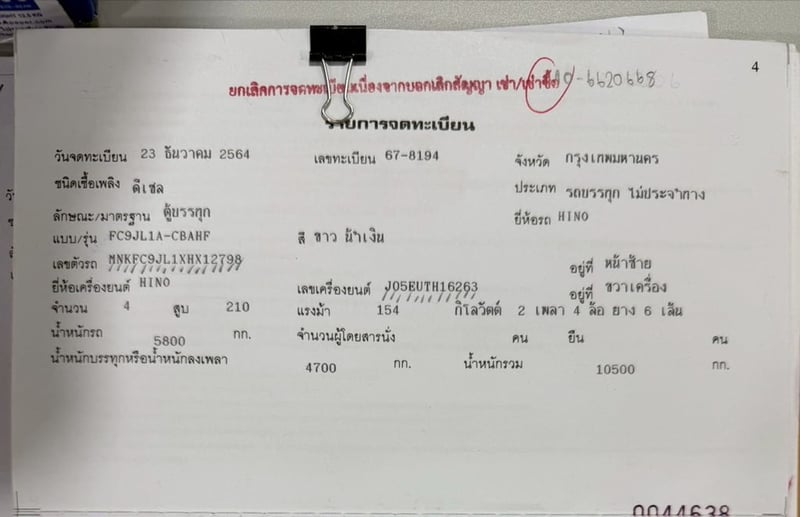 4
ยกเลิกการจดทะเบียนเนื่องจากบอกเลิกสัญญา เช่า/เช่าซื้อ
รายการจดทะเบียน
วันจดทะเบียน 23 ธันวาคม 2564 เลขทะเบียน 67-8194 จังหวัด กรุงเทพมหานคร
ชนิดเชื้อเพลิง ดีเซล ประเภท รถบรรทุก ไม่ประจำทาง
ลักษณะ/มาตรฐาน ตู้บรรทุก ยี่ห้อรถ HINO
แบบ/รุ่น FC9JL1A-CBAHF สี ขาว น้ำเงิน
เลขตัวรถ MNKFC9JL1XHX12798 อยู่ที่ หน้าซ้าย
ยี่ห้อเครื่องยนต์ HINO เลขเครื่องยนต์ J05EUTH16263 อยู่ที่ ขวาเครื่อง
จำนวน 4 สูบ 210 แรงม้า 154 กิโลวัตต์ 2 เพลา 4 ล้อ ยาง 6 เส้น
น้ำหนักรถ 5800 กก. จำนวนผู้โดยสารนั่ง คน ยืน คน
น้ำหนักบรรทุกหรือน้ำหนักลงเพลา 4700 กก. น้ำหนักรวม 10500 กก.
0044638